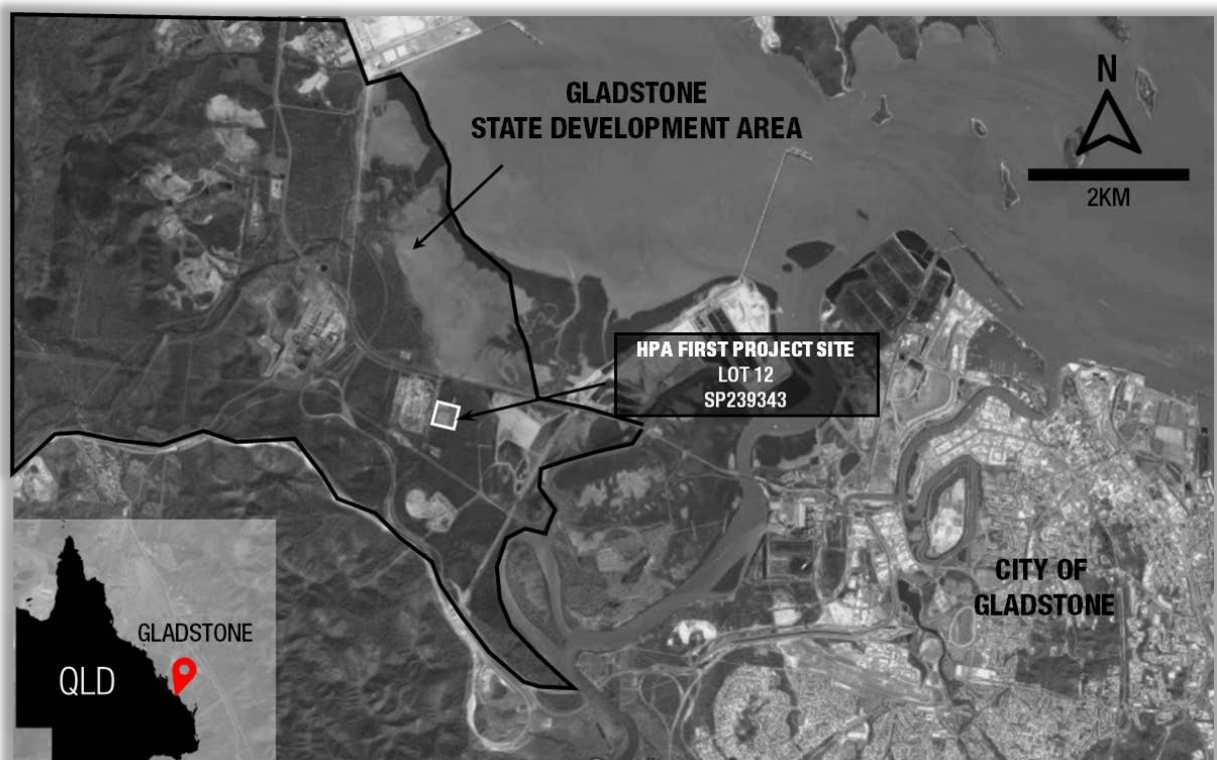 GLADSTONE
STATE DEVELOPMENT AREA
N
2KM
HPA FIRST PROJECT SITE
LOT 12
SP239343
CITY OF
GLADSTONE
GLADSTONE
QLD